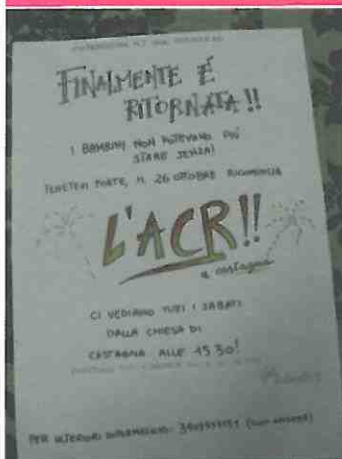 FINALMENTE É
RITORNATA!!
I BAMBINI NON POTEVANO PIÚ
STARE SENZA!
TENETEVI FORTE, IL 26 OTTOBRE RICOMINCIA
L'ACR!!
a castagna
CI VEDIAMO TUTTI I SABATI
DALLA CHIESA DI
CASTAGNA ALLE 15 30!
PER ULTERIORI INFORMAZIONI: